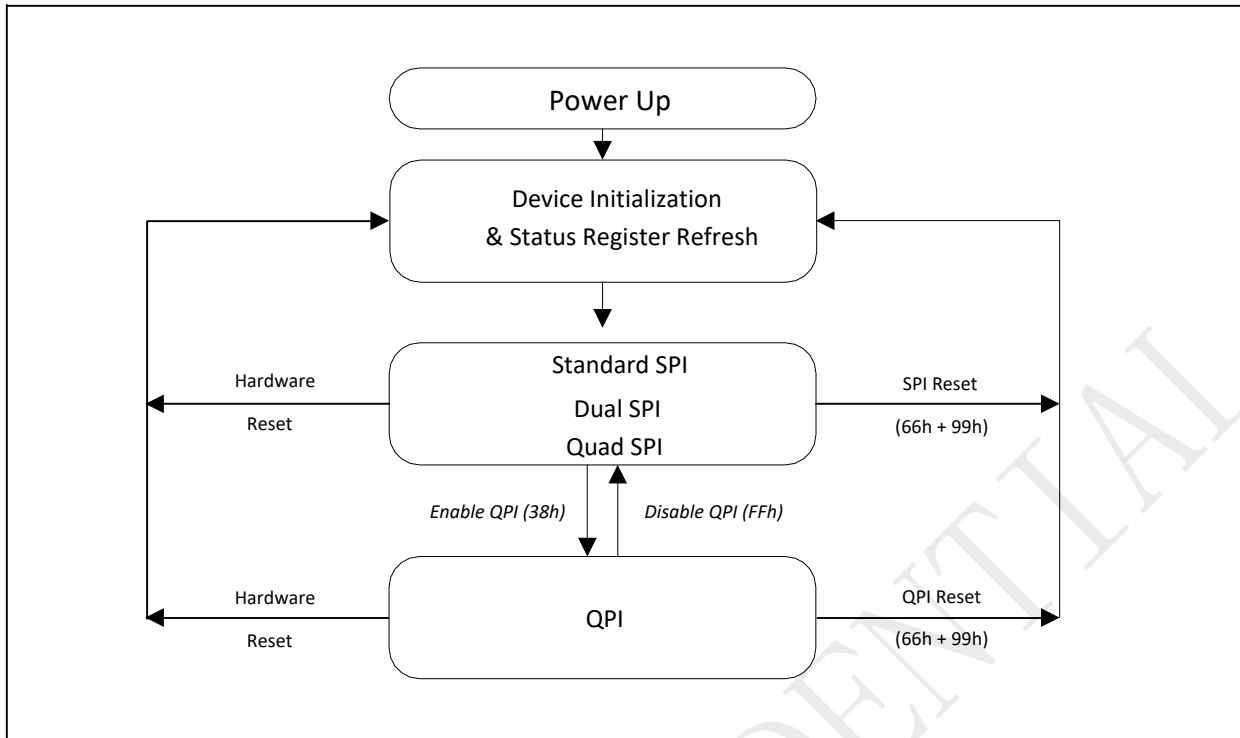 Power Up
Device Initialization
& Status Register Refresh
Standard SPI
Dual SPI
Quad SPI
Hardware
Reset
SPI Reset
(66h + 99h)
Enable QPI (38h)
Disable QPI (FFh)
QPI
Hardware
Reset
QPI Reset
(66h + 99h)
DENTIAL